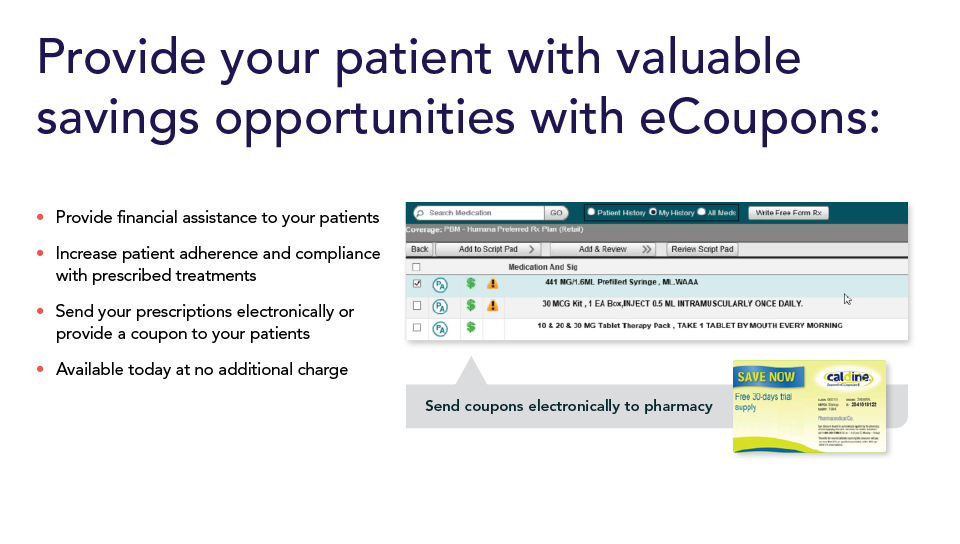 Provide your patient with valuable
savings opportunities with eCoupons:
• Provide financial assistance to your patients
• Increase patient adherence and compliance
with prescribed treatments
• Send your prescriptions electronically or
provide a coupon to your patients
• Available today at no additional charge
Search Medication GO Patient History My History All Meds Write Free Form Rx
Coverage: PBM - Humana Preferred Rx Plan (Retail)
Back Add to Script Pad Add & Review Review Script Pad
Medication And Sig
PA $ 441 MG/1.6ML Prefilled Syringe , ML,WAAA
PA $ 30 MCG Kit , 1 EA Box,INJECT 0.5 NL INTRAMUSCULARLY ONCE DAILY.
PA $ 10 & 20 & 30 MG Tablet Therapy Pack , TAKE 1 TABLET BY MOUTH EVERY MORNING
Send coupons electronically to pharmacy
SAVE NOW
caldine
Free 30-days trial
supply